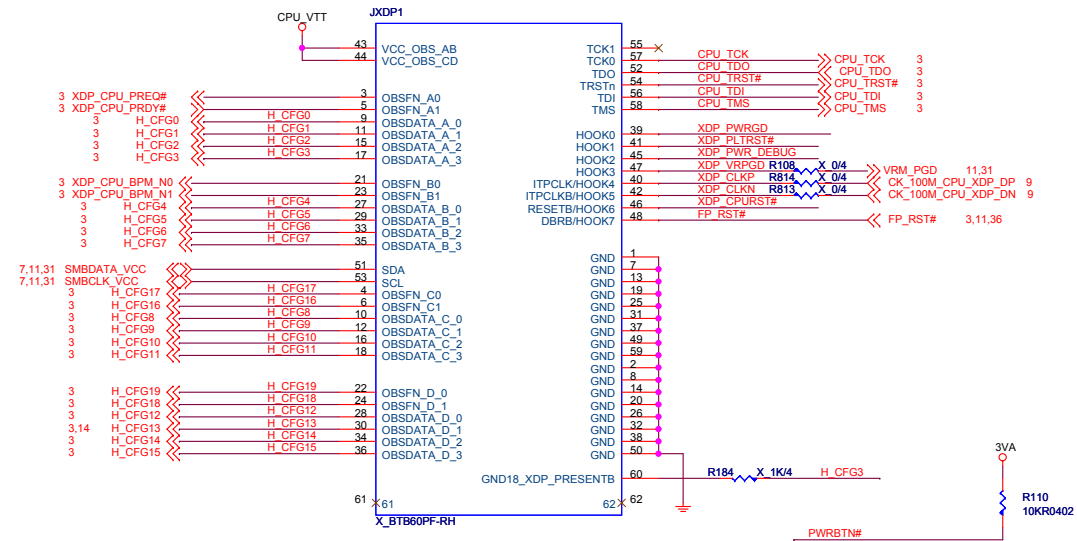 CPU_VTT
JXDP1
43 VCC_OBS_AB
44 VCC_OBS_CD
3 XDP_CPU_PREQ# 3 OBSFN_A0
3 XDP_CPU_PRDY# 5 OBSFN_A1
3 H_CFG0 H_CFG0 9 OBSDATA_A_0
3 H_CFG1 H_CFG1 11 OBSDATA_A_1
3 H_CFG2 H_CFG2 15 OBSDATA_A_2
3 H_CFG3 H_CFG3 17 OBSDATA_A_3
3 XDP_CPU_BPM_N0 21 OBSFN_B0
3 XDP_CPU_BPM_N1 23 OBSFN_B1
3 H_CFG4 H_CFG4 27 OBSDATA_B_0
3 H_CFG5 H_CFG5 29 OBSDATA_B_1
3 H_CFG6 H_CFG6 33 OBSDATA_B_2
3 H_CFG7 H_CFG7 35 OBSDATA_B_3
7,11,31 SMBDATA_VCC 51 SDA
7,11,31 SMBCLK_VCC 53 SCL
3 H_CFG17 H_CFG17 4 OBSFN_C0
3 H_CFG16 H_CFG16 6 OBSFN_C1
3 H_CFG8 H_CFG8 10 OBSDATA_C_0
3 H_CFG9 H_CFG9 12 OBSDATA_C_1
3 H_CFG10 H_CFG10 16 OBSDATA_C_2
3 H_CFG11 H_CFG11 18 OBSDATA_C_3
3 H_CFG19 H_CFG19 22 OBSFN_D_0
3 H_CFG18 H_CFG18 24 OBSFN_D_1
3 H_CFG12 H_CFG12 28 OBSDATA_D_0
3,14 H_CFG13 H_CFG13 30 OBSDATA_D_1
3 H_CFG14 H_CFG14 34 OBSDATA_D_2
3 H_CFG15 H_CFG15 36 OBSDATA_D_3
61 61
X_BTB60PF-RH
TCK1 55
TCK0 57 CPU_TCK CPU_TCK 3
TDO 52 CPU_TDO CPU_TDO 3
TRSTn 54 CPU_TRST# CPU_TRST# 3
TDI 56 CPU_TDI CPU_TDI 3
TMS 58 CPU_TMS CPU_TMS 3
HOOK0 39 XDP_PWRGD
HOOK1 41 XDP_PLTRST#
HOOK2 45 XDP_PWR_DEBUG
HOOK3 47 XDP_VRPGD R108 X_0/4 VRM_PGD 11,31
ITPCLK/HOOK4 40 XDP_CLKP R814 X_0/4 CK_100M_CPU_XDP_DP 9
ITPCLKB/HOOK5 42 XDP_CLKN R813 X_0/4 CK_100M_CPU_XDP_DN 9
RESETB/HOOK6 46 XDP_CPURST#
DBRB/HOOK7 48 FP_RST# FP_RST# 3,11,36
GND 1
GND 7
GND 13
GND 19
GND 25
GND 31
GND 37
GND 49
GND 59
GND 2
GND 8
GND 14
GND 20
GND 26
GND 32
GND 38
GND 50
GND18_XDP_PRESENTB 60 R184 X_1K/4 H_CFG3
62 62
3VA
R110
10KR0402
PWRBTN#